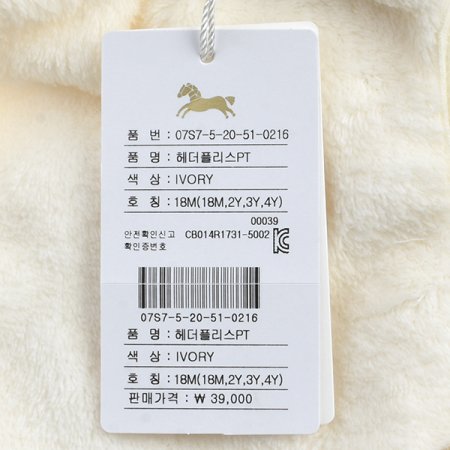 품 번 : 07S7-5-20-51-0216
품 명 : 헤더플리스PT
색 상 : IVORY
호 칭 : 18M(18M,2Y,3Y,4Y)
00039
안전확인신고 확인증번호 CB014R1731-5002
07S7-5-20-51-0216
품 명 : 헤더플리스PT
색 상 : IVORY
호 칭 : 18M(18M,2Y,3Y,4Y)
판매가격 : ₩ 39,000